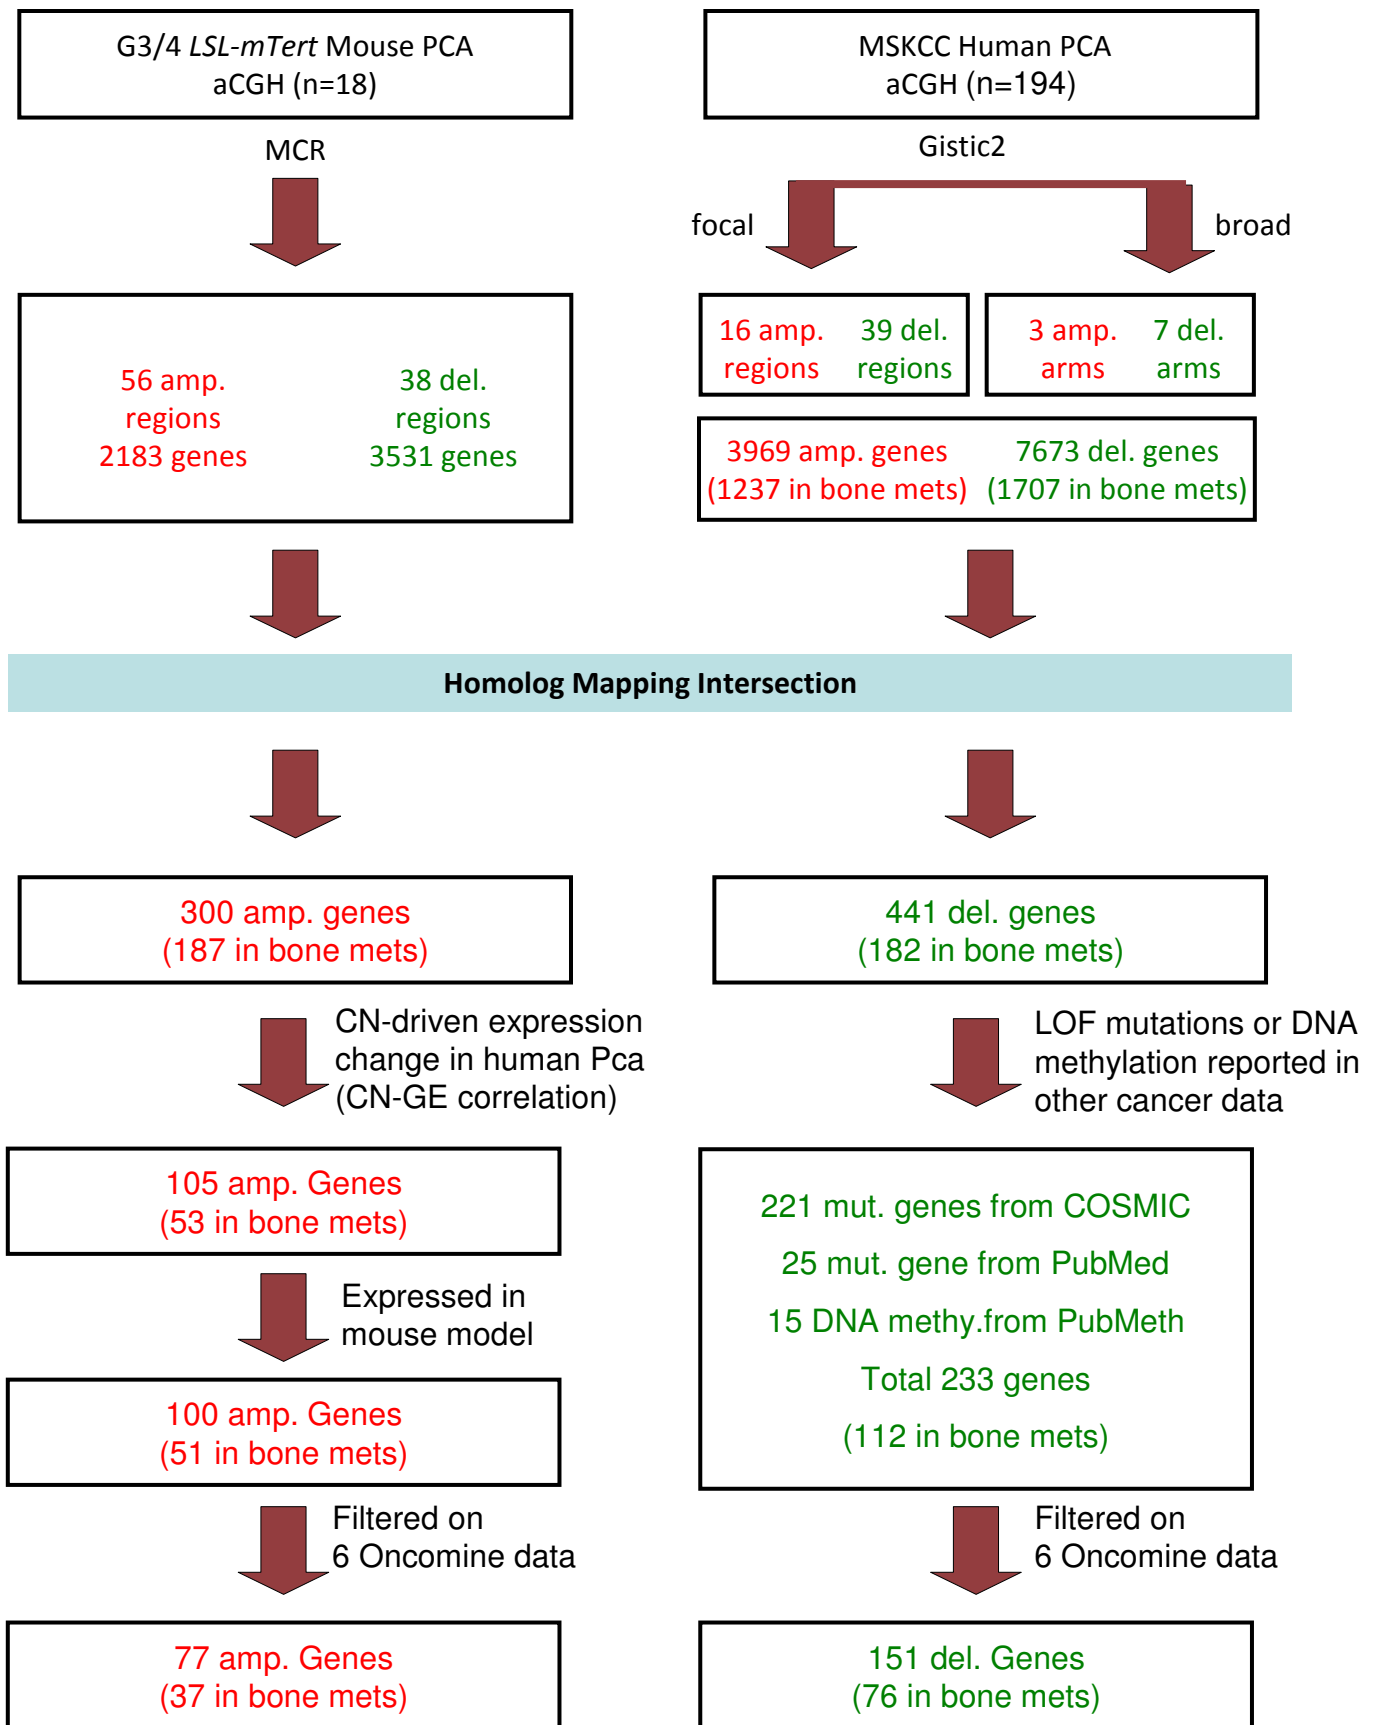 G3/4 LSL-mTert Mouse PCA
aCGH (n=18)
MSKCC Human PCA
aCGH (n=194)
MCR
Gistic2
focal
broad
56 amp.
regions
2183 genes
38 del.
regions
3531 genes
16 amp.
regions
39 del.
regions
3 amp.
arms
7 del.
arms
3969 amp. genes
(1237 in bone mets)
7673 del. genes
(1707 in bone mets)
Homolog Mapping Intersection
300 amp. genes
(187 in bone mets)
441 del. genes
(182 in bone mets)
CN-driven expression
change in human Pca
(CN-GE correlation)
LOF mutations or DNA
methylation reported in
other cancer data
105 amp. Genes
(53 in bone mets)
221 mut. genes from COSMIC
25 mut. gene from PubMed
15 DNA methy.from PubMeth
Total 233 genes
(112 in bone mets)
Expressed in
mouse model
100 amp. Genes
(51 in bone mets)
Filtered on
6 Oncomine data
Filtered on
6 Oncomine data
77 amp. Genes
(37 in bone mets)
151 del. Genes
(76 in bone mets)